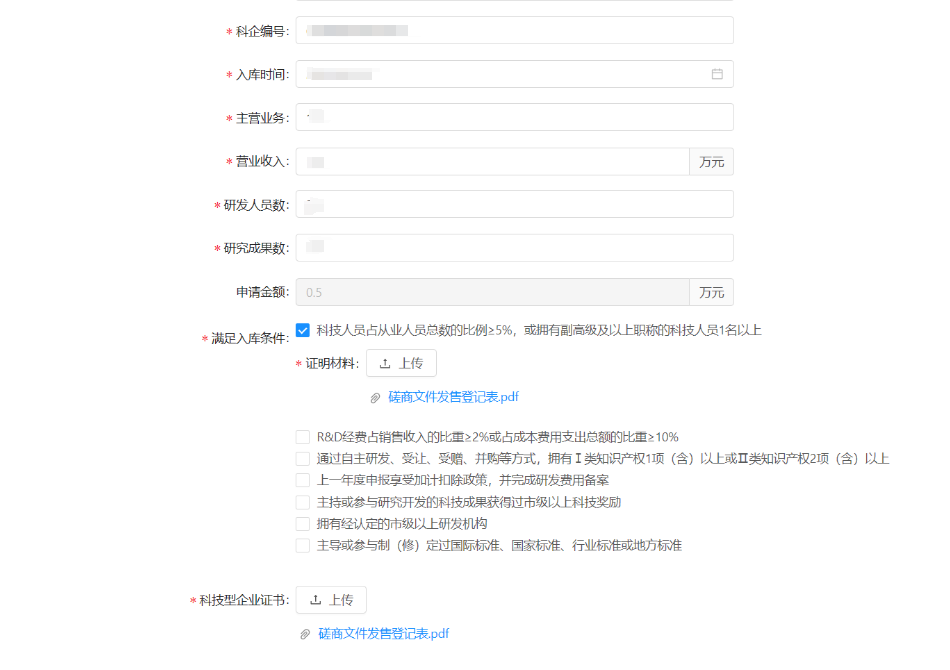 * 科企编号:
* 入库时间:
* 主营业务:
* 营业收入: 万元
* 研发人员数:
* 研究成果数:
申请金额: 0.5 万元
* 满足入库条件: 科技人员占从业人员总数的比例≥5%，或拥有副高级及以上职称的科技人员1名以上
* 证明材料: 上传
磋商文件发售登记表.pdf
R&D经费占销售收入的比重≥2%或占成本费用支出总额的比重≥10%
通过自主研发、受让、受赠、并购等方式，拥有Ⅰ类知识产权1项（含）以上或Ⅱ类知识产权2项（含）以上
上一年度申报享受加计扣除政策，并完成研发费用备案
主持或参与研究开发的科技成果获得过市级以上科技奖励
拥有经认定的市级以上研发机构
主导或参与制（修）定过国际标准、国家标准、行业标准或地方标准
* 科技型企业证书: 上传
磋商文件发售登记表.pdf